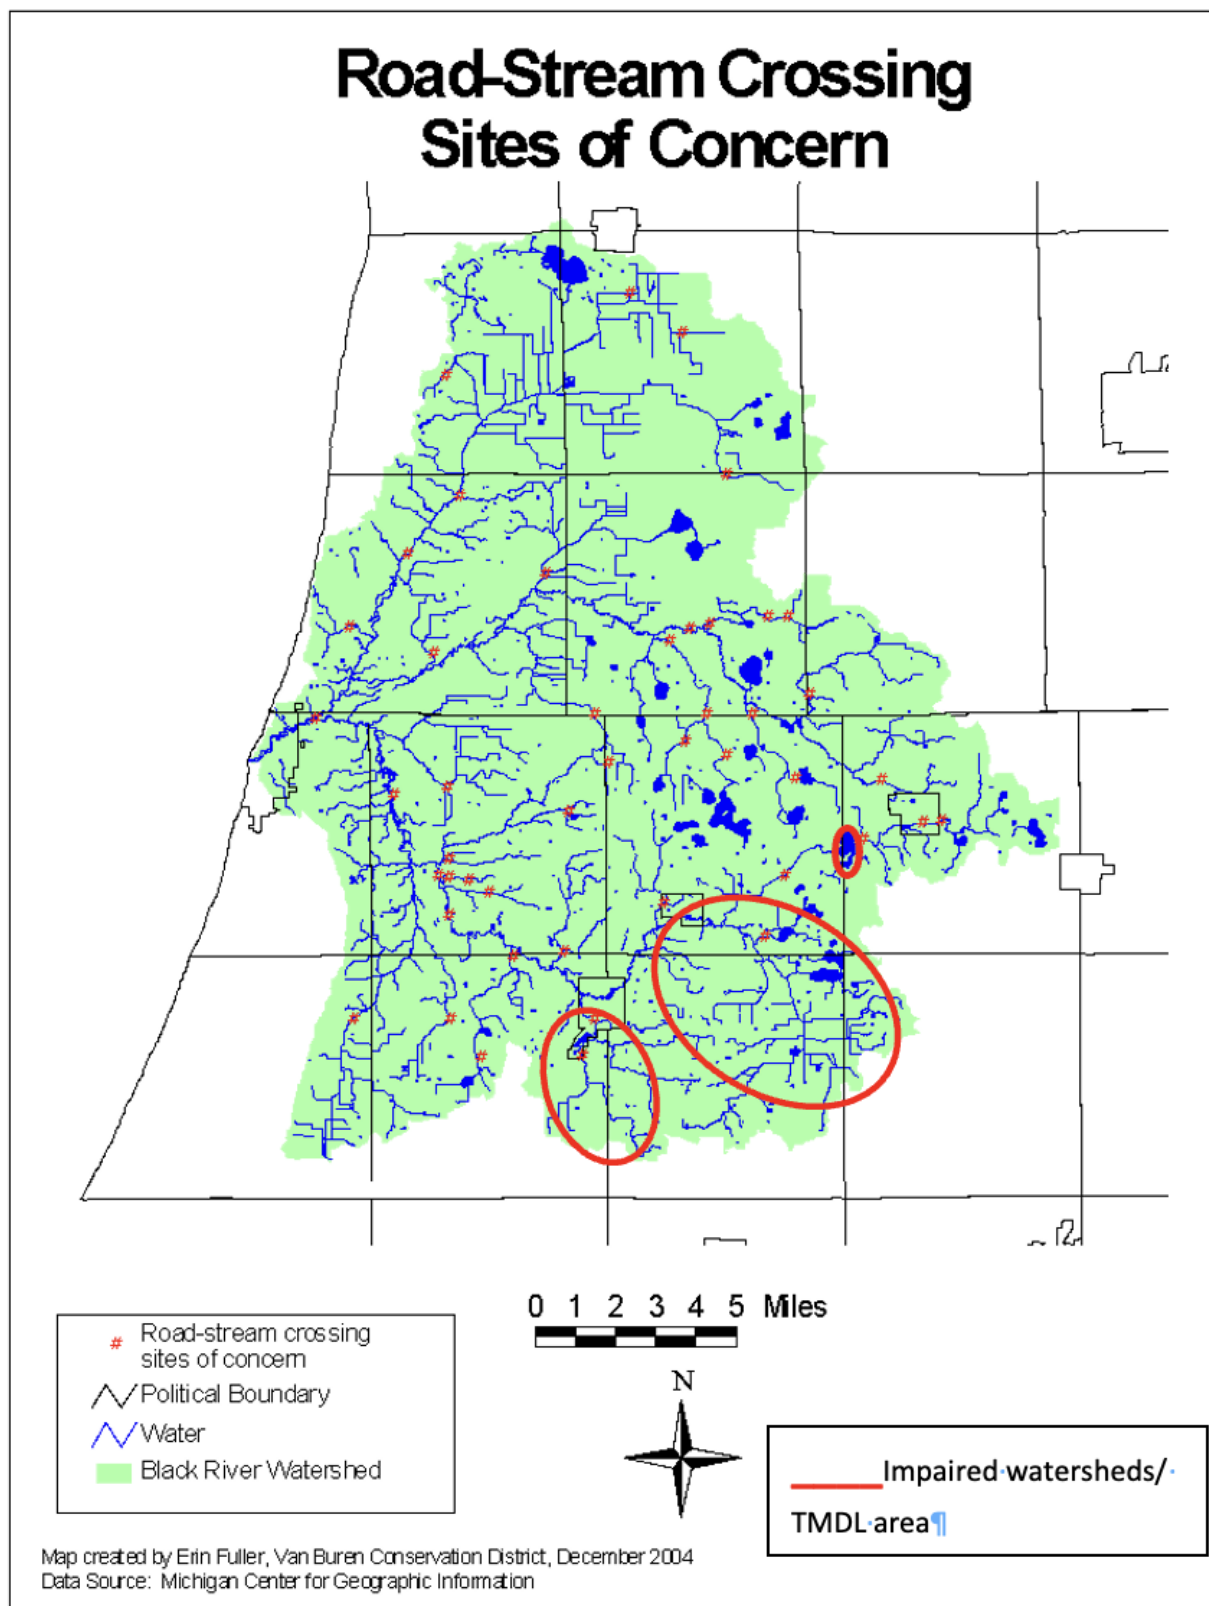 Road-Stream Crossing
Sites of Concern
0 1 2 3 4 5 Miles
# Road-stream crossing
sites of concern
Political Boundary
Water
Black River Watershed
N
Impaired·watersheds/·
TMDL·area¶
Map created by Erin Fuller, Van Buren Conservation District, December 2004
Data Source: Michigan Center for Geographic Information